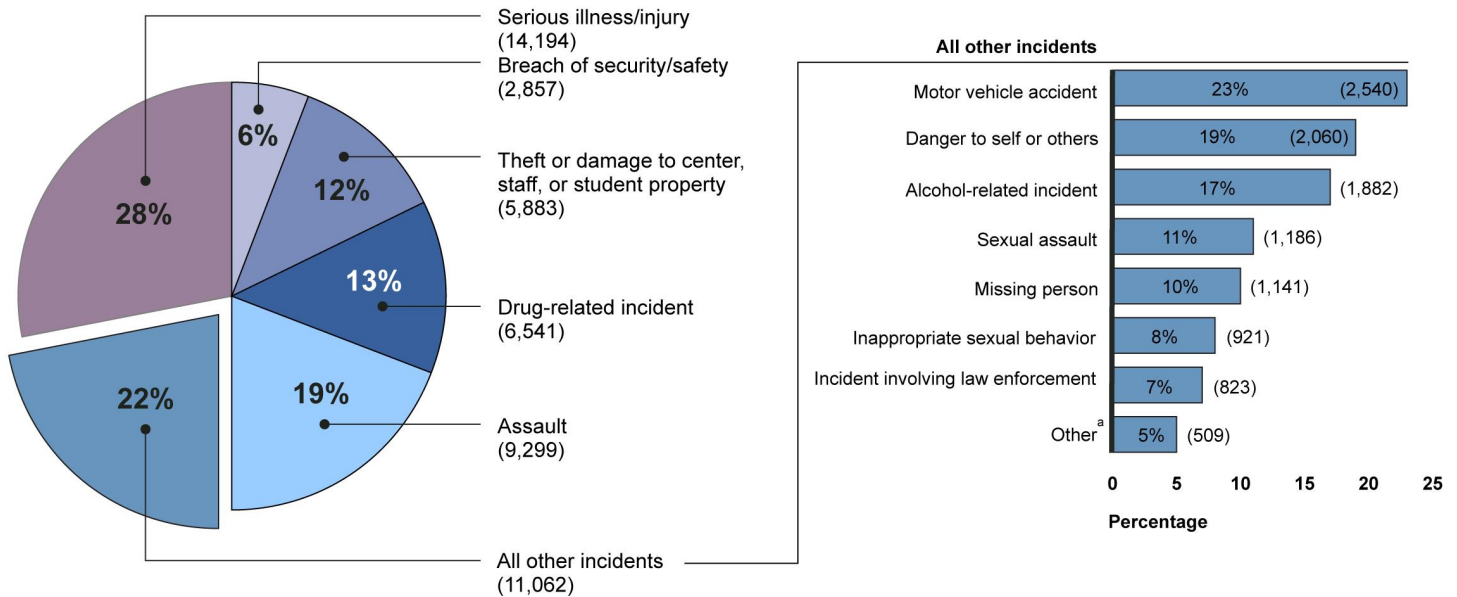 Serious illness/injury
(14,194)
Breach of security/safety
(2,857)
6%
Theft or damage to center,
staff, or student property
(5,883)
12%
28%
13%
Drug-related incident
(6,541)
22%
19%
Assault
(9,299)
All other incidents
(11,062)
All other incidents
Motor vehicle accident 23% (2,540)
Danger to self or others 19% (2,060)
Alcohol-related incident 17% (1,882)
Sexual assault 11% (1,186)
Missing person 10% (1,141)
Inappropriate sexual behavior 8% (921)
Incident involving law enforcement 7% (823)
Other a 5% (509)
0 5 10 15 20 25
Percentage